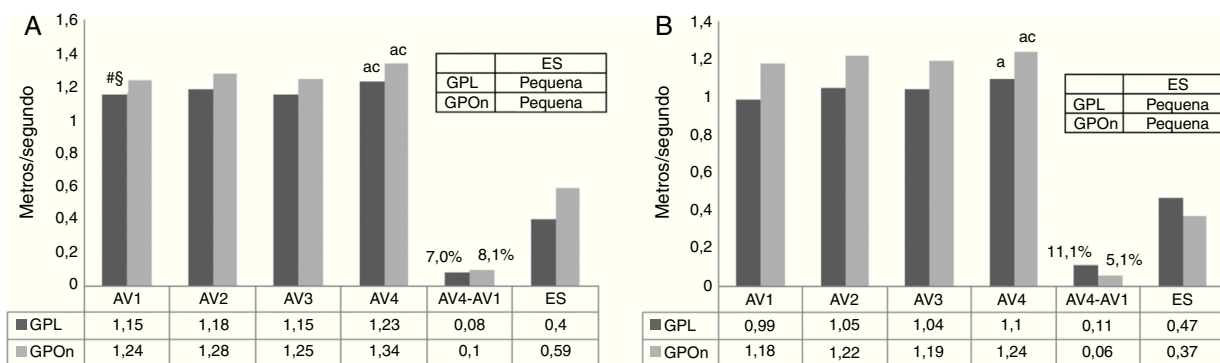 A
Metros/segundo
1,6
1,4
1,2
1,0
0,8
0,6
0,4
0,2
0
#§
ac
ac
7,0%
8,1%
ES
GPL Pequena
GPOn Pequena
AV1 AV2 AV3 AV4 AV4-AV1 ES
GPL 1,15 1,18 1,15 1,23 0,08 0,4
GPOn 1,24 1,28 1,25 1,34 0,1 0,59
B
Metros/segundo
1,4
1,2
1
0,8
0,6
0,4
0,2
0
a
ac
11,1%
5,1%
ES
GPL Pequena
GPOn Pequena
AV1 AV2 AV3 AV4 AV4-AV1 ES
GPL 0,99 1,05 1,04 1,1 0,11 0,47
GPOn 1,18 1,22 1,19 1,24 0,06 0,37